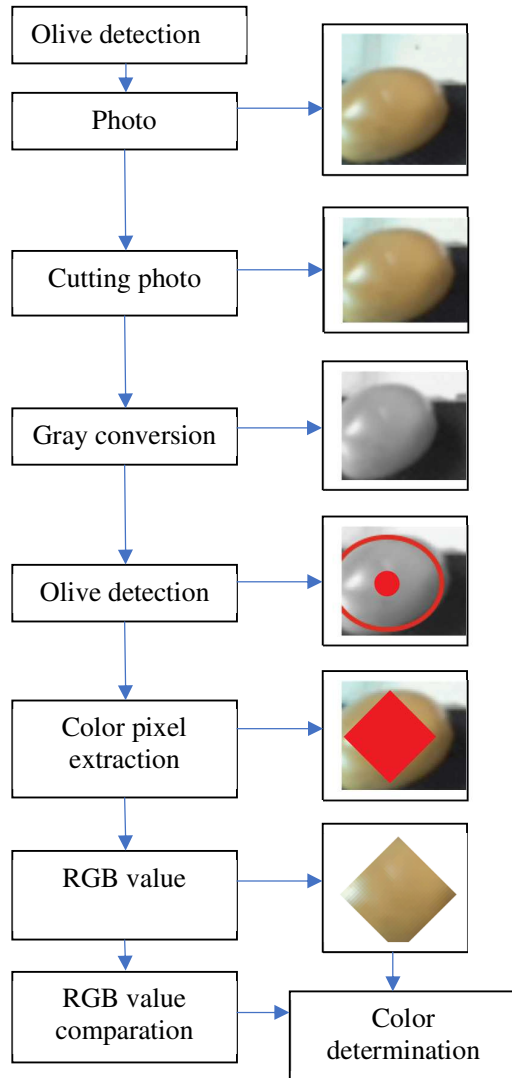 Olive detection
Photo
Cutting photo
Gray conversion
Olive detection
Color pixel
extraction
RGB value
RGB value
comparation
Color
determination